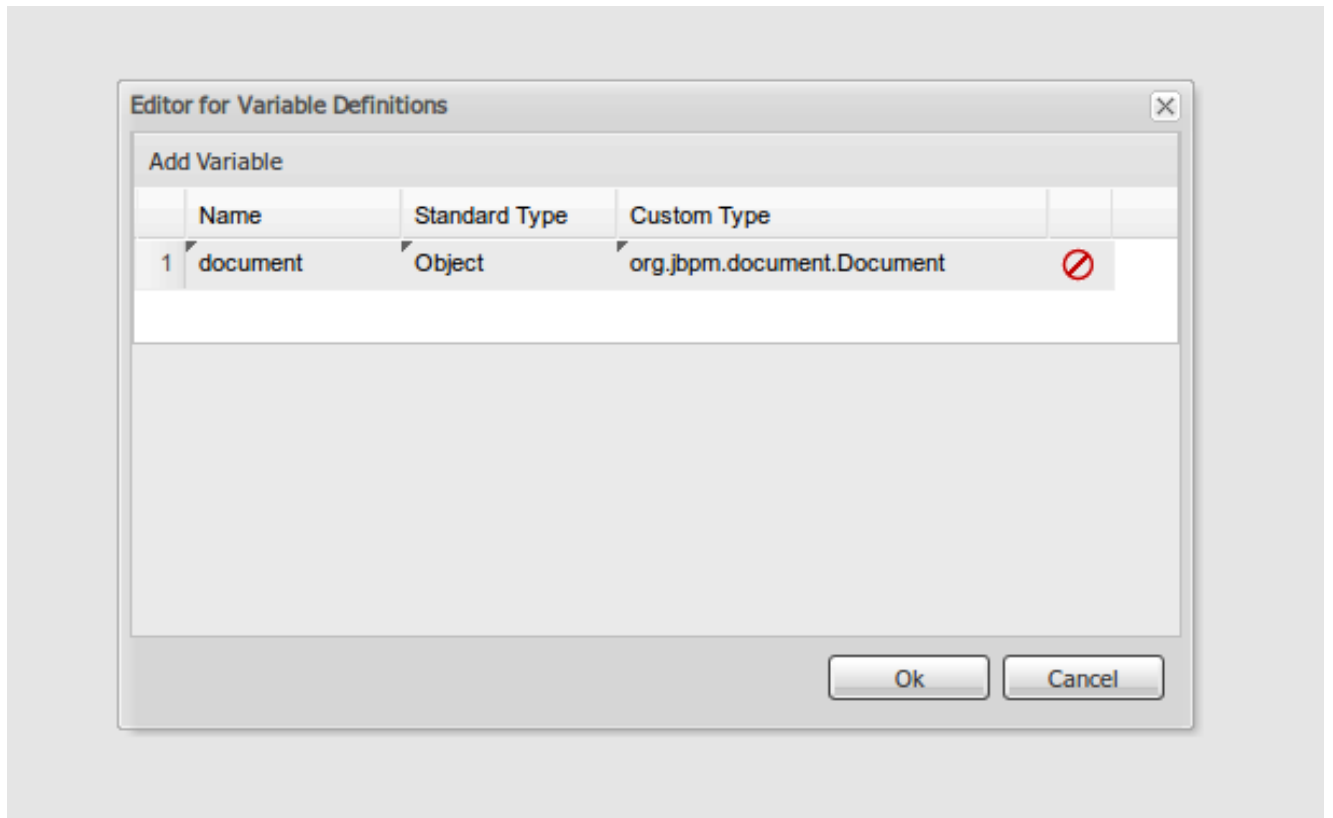 Editor for Variable Definitions
Add Variable
Name Standard Type Custom Type
1 document Object org.jbpm.document.Document
Ok Cancel